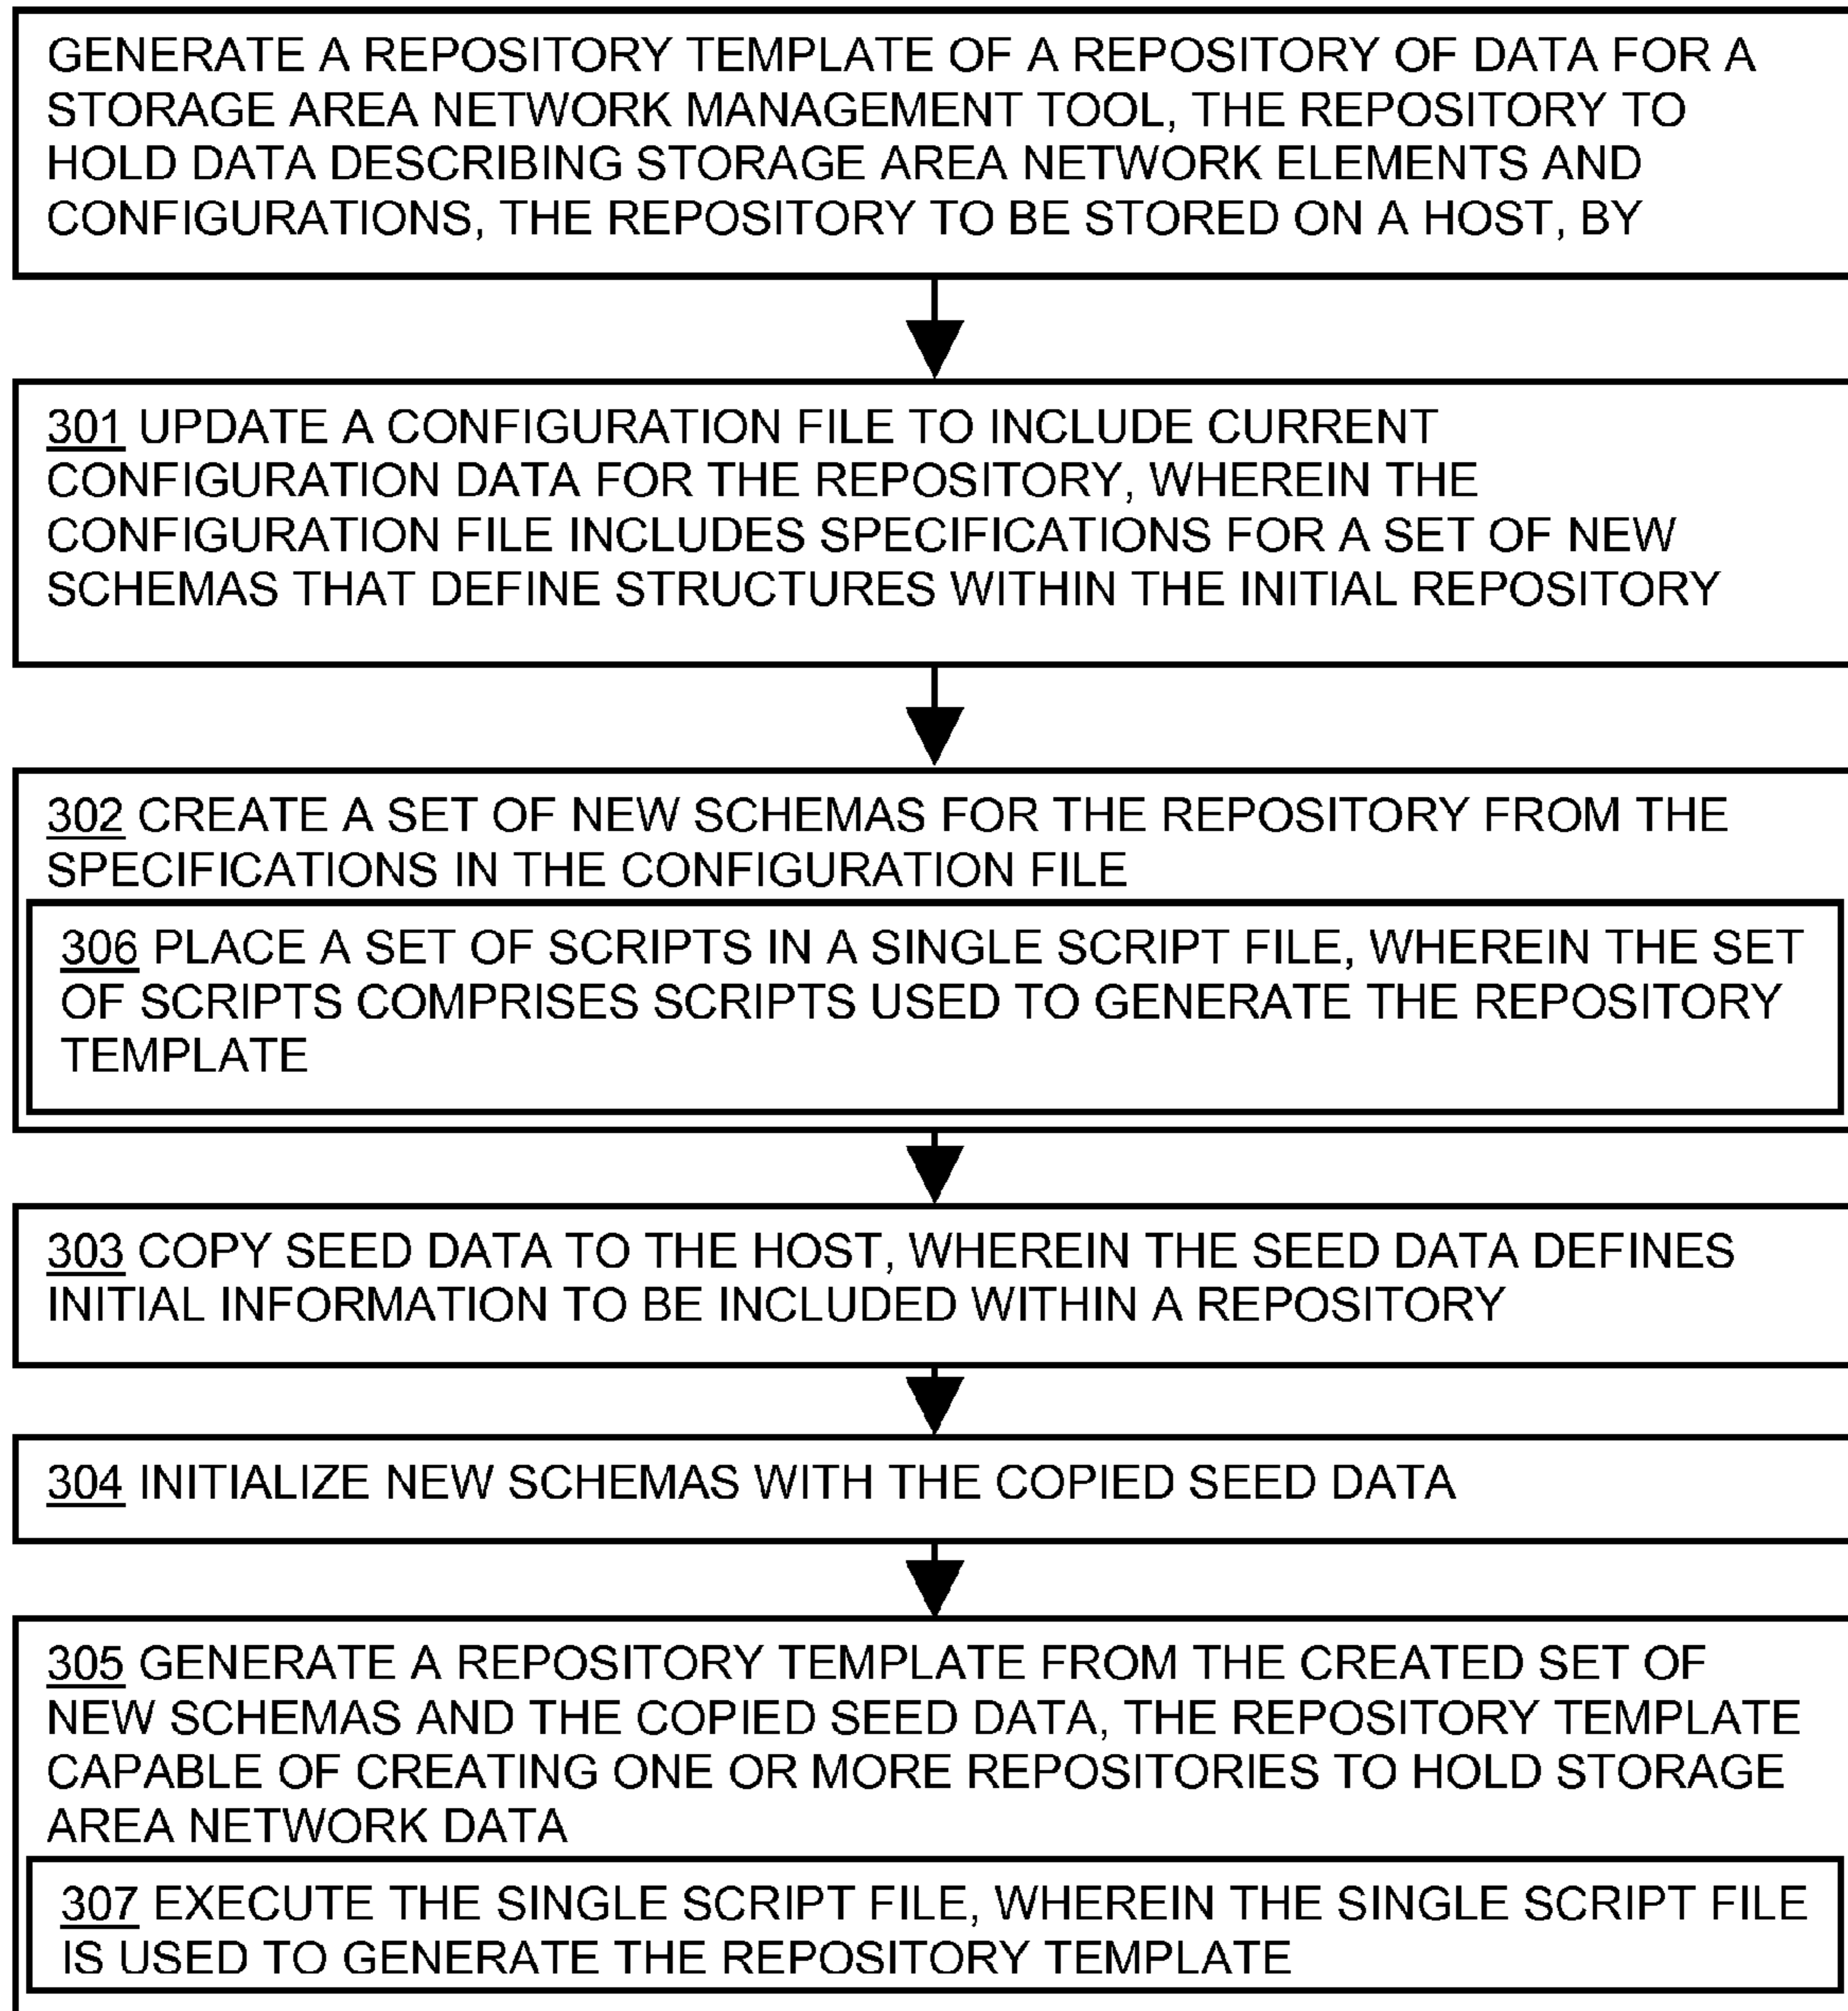 GENERATE A REPOSITORY TEMPLATE OF A REPOSITORY OF DATA FOR A
STORAGE AREA NETWORK MANAGEMENT TOOL, THE REPOSITORY TO
HOLD DATA DESCRIBING STORAGE AREA NETWORK ELEMENTS AND
CONFIGURATIONS, THE REPOSITORY TO BE STORED ON A HOST, BY
301 UPDATE A CONFIGURATION FILE TO INCLUDE CURRENT
CONFIGURATION DATA FOR THE REPOSITORY, WHEREIN THE
CONFIGURATION FILE INCLUDES SPECIFICATIONS FOR A SET OF NEW
SCHEMAS THAT DEFINE STRUCTURES WITHIN THE INITIAL REPOSITORY
302 CREATE A SET OF NEW SCHEMAS FOR THE REPOSITORY FROM THE
SPECIFICATIONS IN THE CONFIGURATION FILE
306 PLACE A SET OF SCRIPTS IN A SINGLE SCRIPT FILE, WHEREIN THE SET
OF SCRIPTS COMPRISES SCRIPTS USED TO GENERATE THE REPOSITORY
TEMPLATE
303 COPY SEED DATA TO THE HOST, WHEREIN THE SEED DATA DEFINES
INITIAL INFORMATION TO BE INCLUDED WITHIN A REPOSITORY
304 INITIALIZE NEW SCHEMAS WITH THE COPIED SEED DATA
305 GENERATE A REPOSITORY TEMPLATE FROM THE CREATED SET OF
NEW SCHEMAS AND THE COPIED SEED DATA, THE REPOSITORY TEMPLATE
CAPABLE OF CREATING ONE OR MORE REPOSITORIES TO HOLD STORAGE
AREA NETWORK DATA
307 EXECUTE THE SINGLE SCRIPT FILE, WHEREIN THE SINGLE SCRIPT FILE
IS USED TO GENERATE THE REPOSITORY TEMPLATE